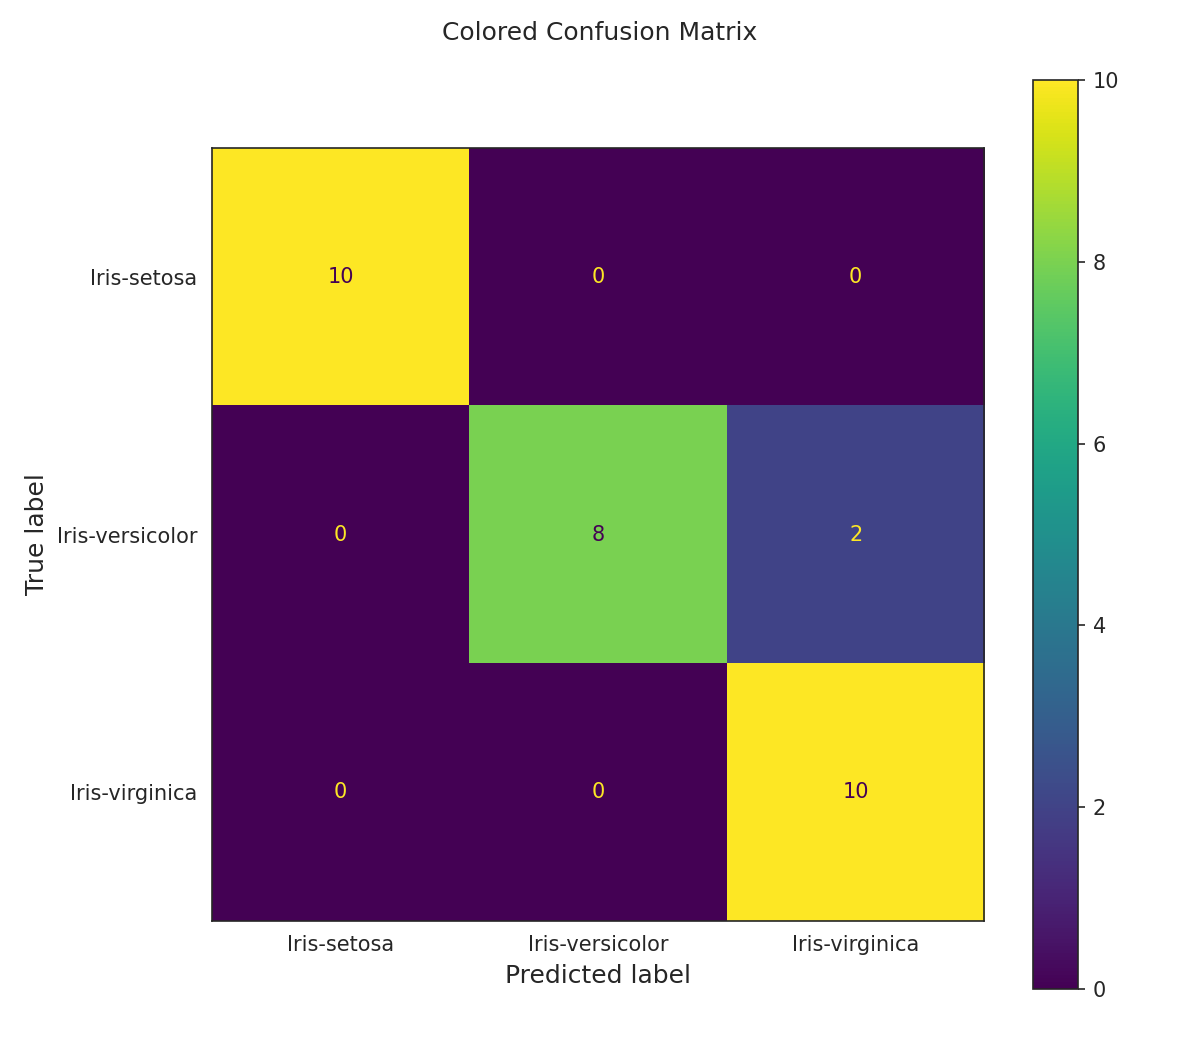 Colored Confusion Matrix
True label
Iris-setosa
Iris-versicolor
Iris-virginica
10 0 0
0 8 2
0 0 10
Iris-setosa Iris-versicolor Iris-virginica
Predicted label
10
8
6
4
2
0